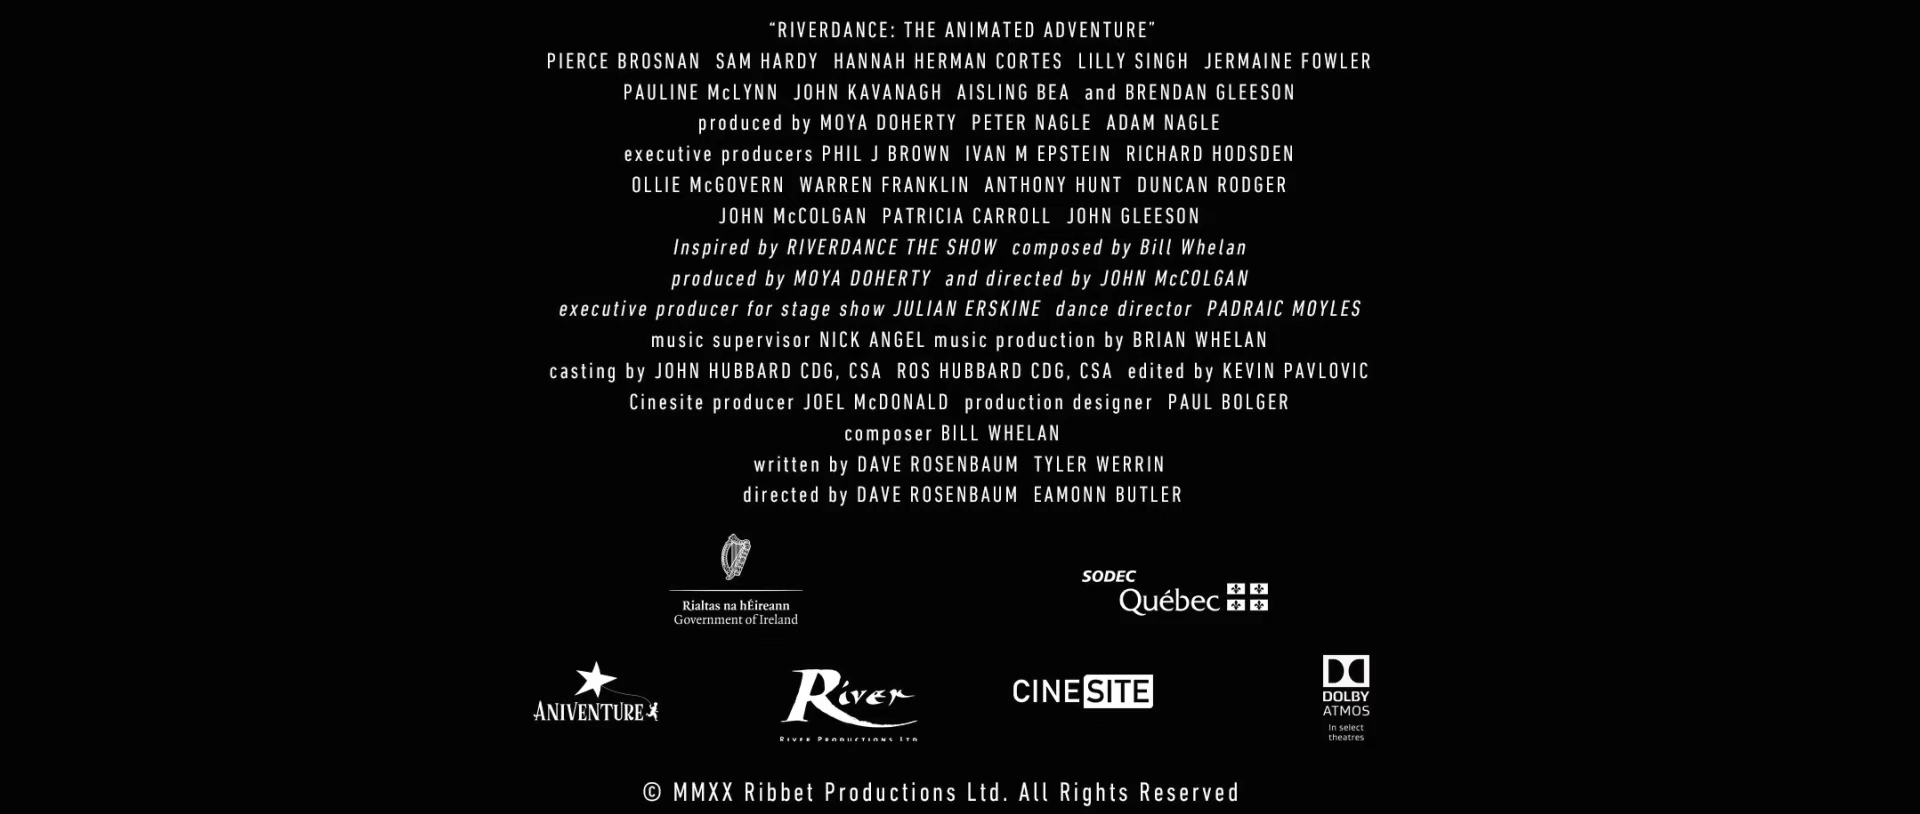 “RIVERDANCE: THE ANIMATED ADVENTURE”
PIERCE BROSNAN SAM HARDY HANNAH HERMAN CORTES LILLY SINGH JERMAINE FOWLER
PAULINE McLYNN JOHN KAVANAGH AISLING BEA and BRENDAN GLEESON
produced by MOYA DOHERTY PETER NAGLE ADAM NAGLE
executive producers PHIL J BROWN IVAN M EPSTEIN RICHARD HODSDEN
OLLIE McGOVERN WARREN FRANKLIN ANTHONY HUNT DUNCAN RODGER
JOHN McCOLGAN PATRICIA CARROLL JOHN GLEESON
Inspired by RIVERDANCE THE SHOW composed by Bill Whelan
produced by MOYA DOHERTY and directed by JOHN McCOLGAN
executive producer for stage show JULIAN ERSKINE dance director PADRAIC MOYLES
music supervisor NICK ANGEL music production by BRIAN WHELAN
casting by JOHN HUBBARD CDG, CSA ROS HUBBARD CDG, CSA edited by KEVIN PAVLOVIC
Cinesite producer JOEL McDONALD production designer PAUL BOLGER
composer BILL WHELAN
written by DAVE ROSENBAUM TYLER WERRIN
directed by DAVE ROSENBAUM EAMONN BUTLER
Rialtas na hÉireann
Government of Ireland
SODEC
Québec
ANIVENTURE
River
RIVER PRODUCTIONS LTD
CINESITE
DOLBY
ATMOS
In select
theatres
© MMXX Ribbet Productions Ltd. All Rights Reserved